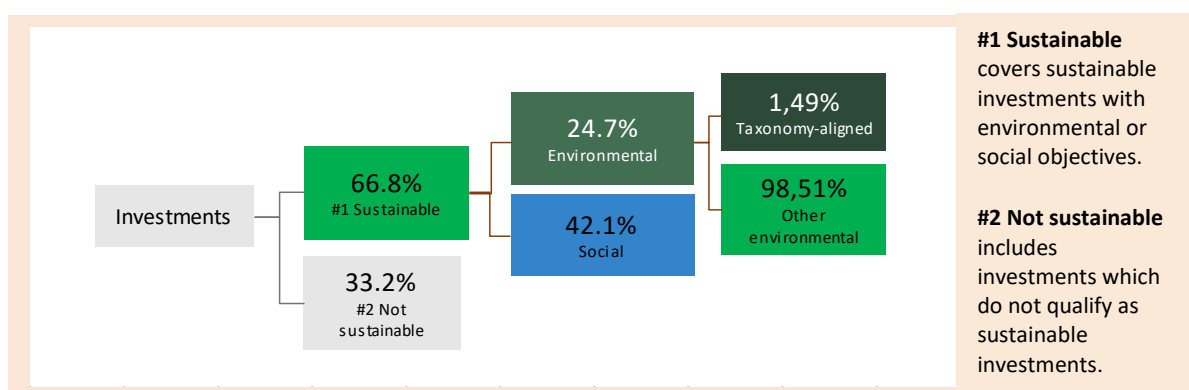 Investments
66.8%
#1 Sustainable
33.2%
#2 Not
sustainable
24.7%
Environmental
42.1%
Social
1,49%
Taxonomy-aligned
98,51%
Other
environmental
#1 Sustainable
covers sustainable
investments with
environmental or
social objectives.
#2 Not sustainable
includes
investments which
do not qualify as
sustainable
investments.